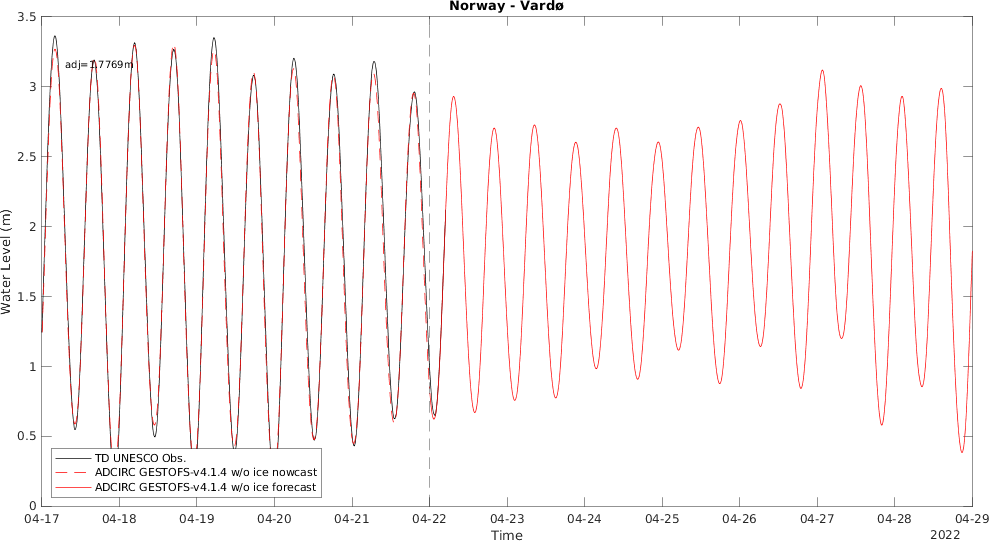 Norway - Vardø
3.5
3
2.5
2
1.5
1
0.5
0
Water Level (m)
adj=1.7769m
TD UNESCO Obs.
ADCIRC GESTOFS-v4.1.4 w/o ice nowcast
ADCIRC GESTOFS-v4.1.4 w/o ice forecast
04-17 04-18 04-19 04-20 04-21 04-22 04-23 04-24 04-25 04-26 04-27 04-28 04-29
Time
2022